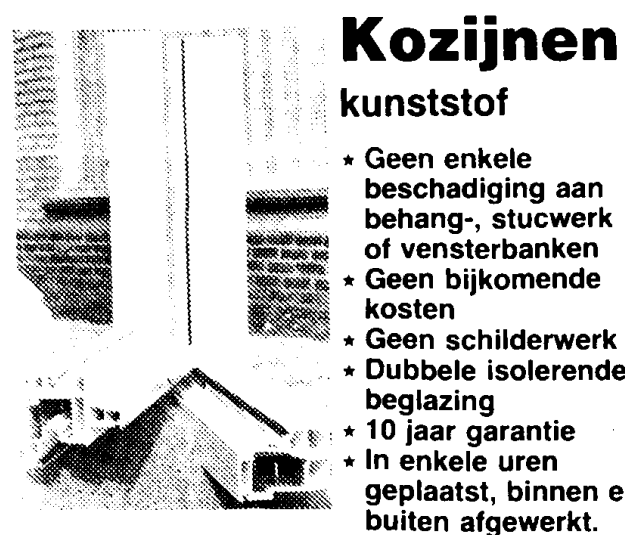 Kozijnen
kunststof
★ Geen enkele
beschadiging aan
behang-, stucwerk
of vensterbanken
★ Geen bijkomende
kosten
★ Geen schilderwerk
★ Dubbele isolerende
beglazing
★ 10 jaar garantie
★ In enkele uren
geplaatst, binnen e
buiten afgewerkt.